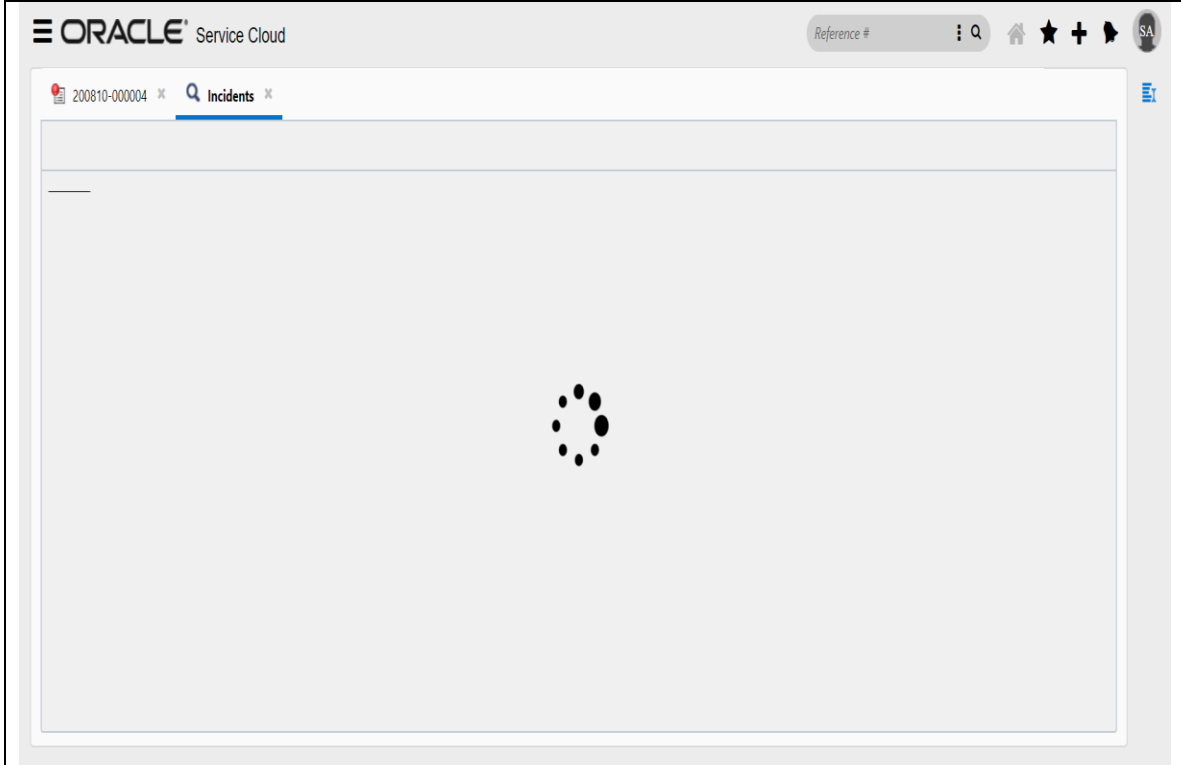 ORACLE Service Cloud
Reference #
SA
200810-000004
Incidents